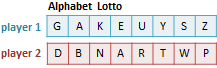 Alphabet Lotto
player 1 G A K E U Y S Z
player 2 D B N A R T W P